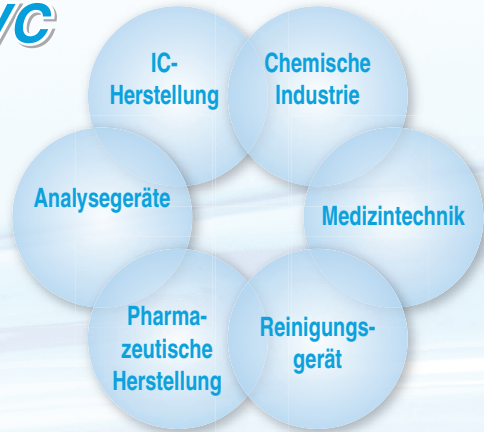 IC-
Herstellung
Chemische
Industrie
Analysegeräte
Medizintechnik
Pharma-
zeutische
Herstellung
Reinigungs-
gerät